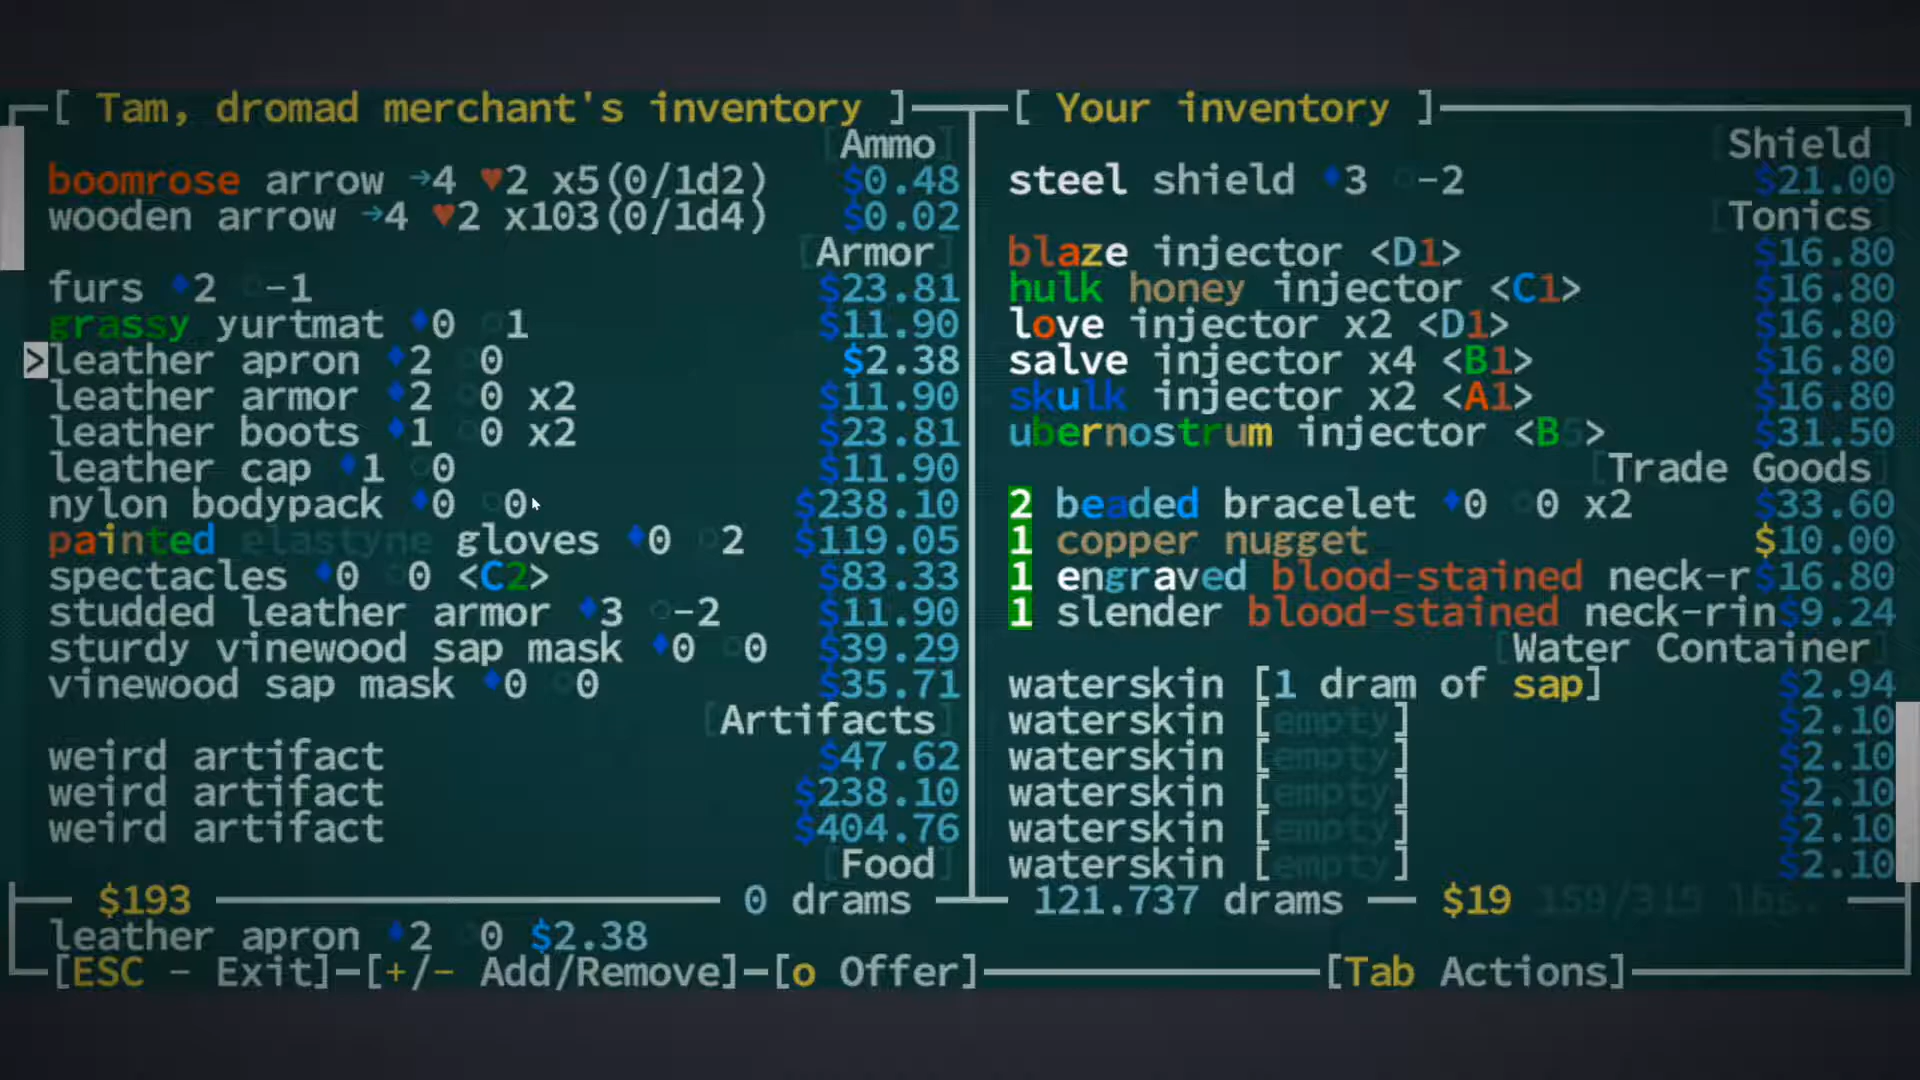 [ Tam, dromad merchant's inventory ]
[Ammo]
boomrose arrow →4 ♥2 x5(0/1d2) $0.48
wooden arrow →4 ♥2 x103(0/1d4) $0.02
[Armor]
furs ♦2 ○-1 $23.81
grassy yurtmat ♦0 ○1 $11.90
>leather apron ♦2 ○0 $2.38
leather armor ♦2 ○0 x2 $11.90
leather boots ♦1 ○0 x2 $23.81
leather cap ♦1 ○0 $11.90
nylon bodypack ♦0 ○0 $238.10
painted elastyne gloves ♦0 ○2 $119.05
spectacles ♦0 ○0 <C2> $83.33
studded leather armor ♦3 ○-2 $11.90
sturdy vinewood sap mask ♦0 ○0 $39.29
vinewood sap mask ♦0 ○0 $35.71
[Artifacts]
weird artifact $47.62
weird artifact $238.10
weird artifact $404.76
[Food]
[ Your inventory ]
[Shield]
steel shield ♦3 ○-2 $21.00
[Tonics]
blaze injector <D1> $16.80
hulk honey injector <C1> $16.80
love injector x2 <D1> $16.80
salve injector x4 <B1> $16.80
skulk injector x2 <A1> $16.80
ubernostrum injector <B5> $31.50
[Trade Goods]
2 beaded bracelet ♦0 ○0 x2 $33.60
1 copper nugget $10.00
1 engraved blood-stained neck-r$16.80
1 slender blood-stained neck-rin$9.24
[Water Container]
waterskin [1 dram of sap] $2.94
waterskin [empty] $2.10
waterskin [empty] $2.10
waterskin [empty] $2.10
waterskin [empty] $2.10
waterskin [empty] $2.10
$193 0 drams 121.737 drams $19 159/315 lbs.
leather apron ♦2 ○0 $2.38
[ESC - Exit]-[+/- Add/Remove]-[o Offer] [Tab Actions]